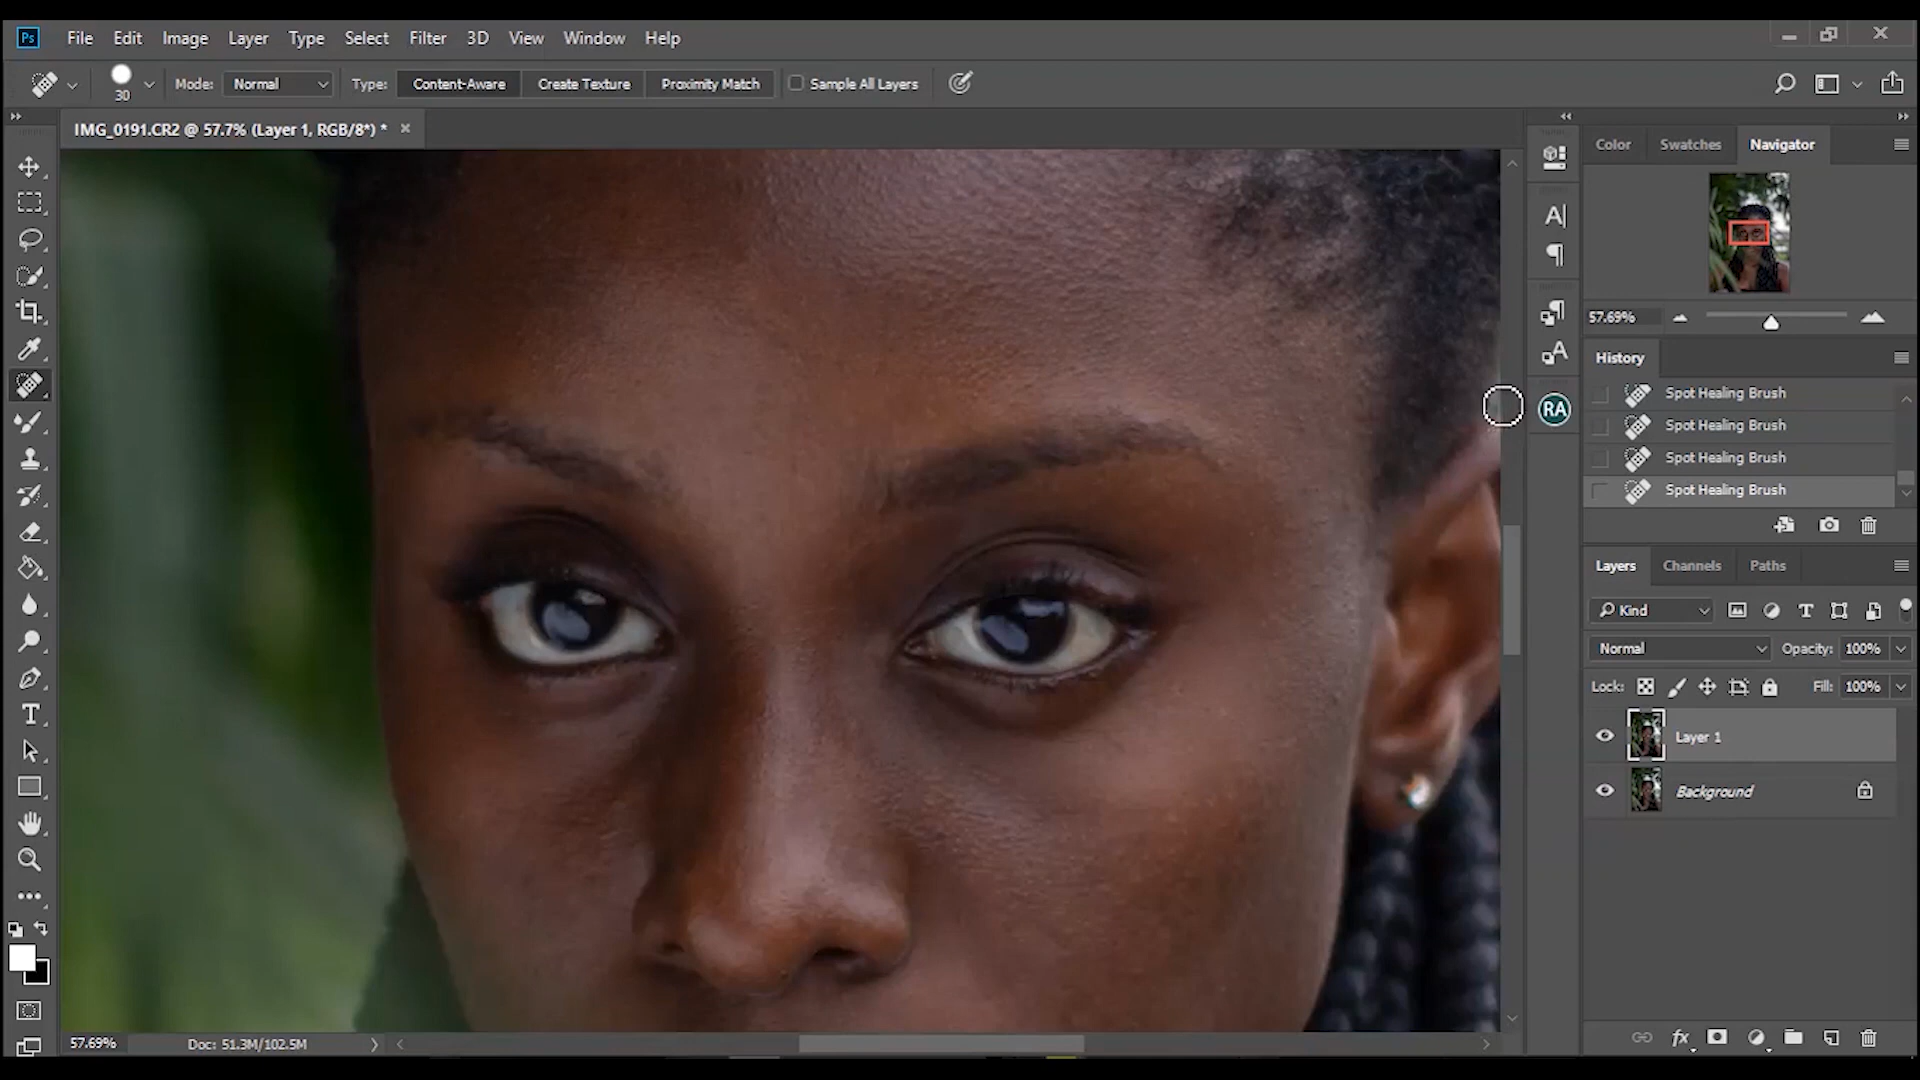 Ps File Edit Image Layer Type Select Filter 3D View Window Help
30 Mode: Normal Type: Content-Aware Create Texture Proximity Match Sample All Layers
IMG_0191.CR2 @ 57.7% (Layer 1, RGB/8*) *
Color Swatches Navigator
57.69%
History
Spot Healing Brush
RA
Spot Healing Brush
Spot Healing Brush
Spot Healing Brush
Layers Channels Paths
Kind
Normal Opacity: 100%
Lock: Fill: 100%
Layer 1
Background
fx
57.69% Doc: 51.3M/102.5M